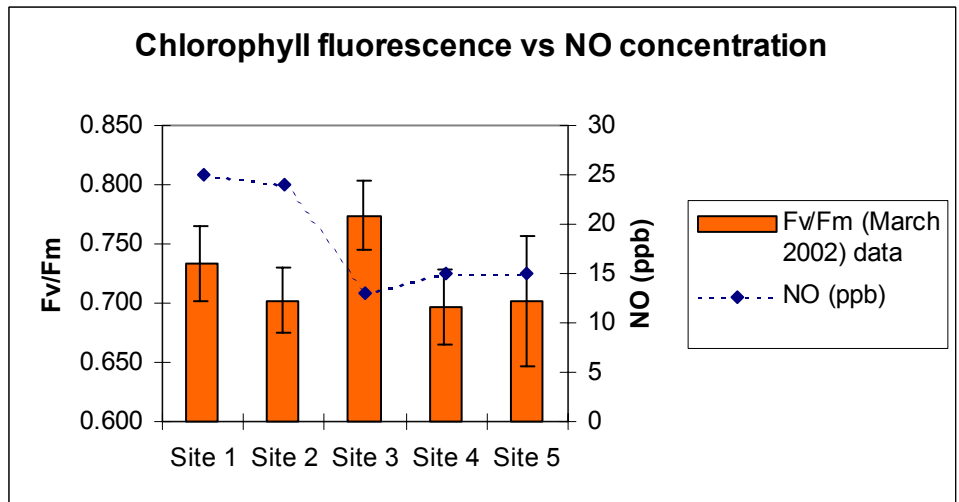 Chlorophyll fluorescence vs NO concentration
0.850
0.800
0.750
0.700
0.650
0.600
Fv/Fm
30
25
20
15
10
5
0
NO (ppb)
Site 1 Site 2 Site 3 Site 4 Site 5
Fv/Fm (March
2002) data
NO (ppb)